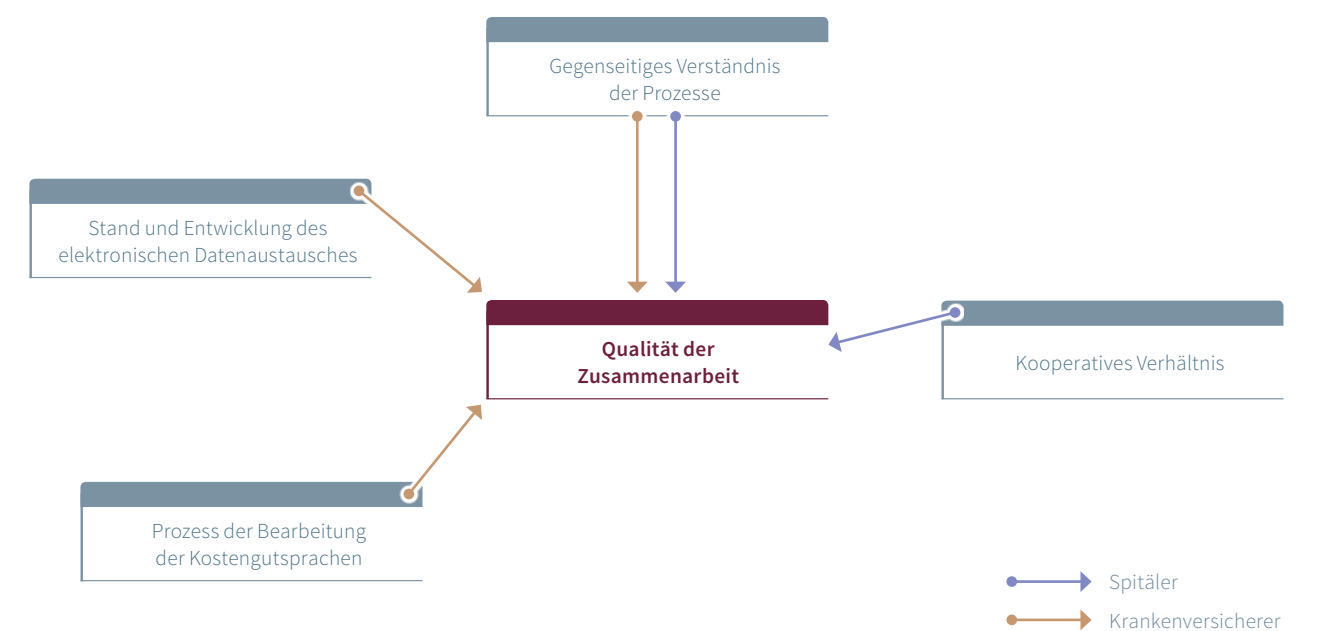 Gegenseitiges Verständnis
der Prozesse
Stand und Entwicklung des
elektronischen Datenaustausches
Qualität der
Zusammenarbeit
Kooperatives Verhältnis
Prozess der Bearbeitung
der Kostengutsprachen
Spitäler
Krankenversicherer